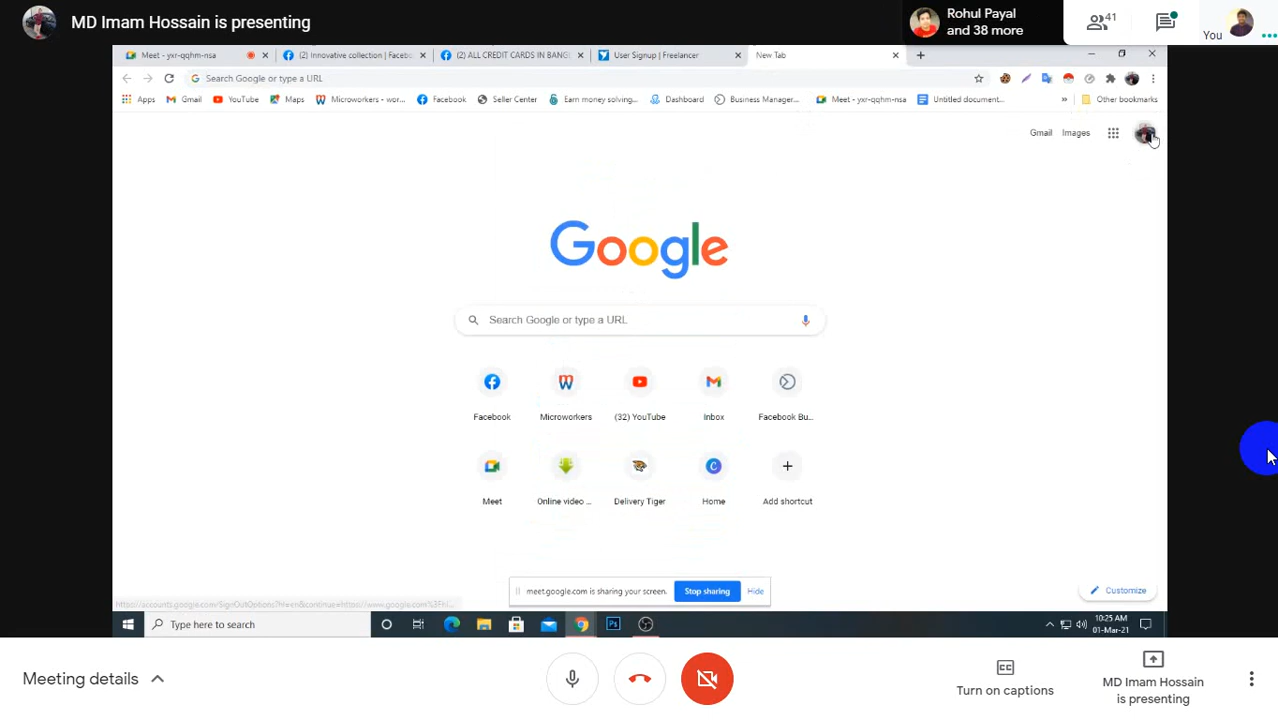 MD Imam Hossain is presenting
Rohul Payal
and 38 more
41
You
Meet - yxr-qqhm-nsa
(2) Innovative collection | Facebo
(2) ALL CREDIT CARDS IN BANG
User Signup | Freelancer
New Tab
Search Google or type a URL
Apps
Gmail
YouTube
Maps
Microworkers - wor...
Facebook
Seller Center
Earn money solving...
Dashboard
Business Manager...
Meet - yxr-qqhm-nsa
Untitled document...
Other bookmarks
Gmail
Images
Google
Search Google or type a URL
Facebook
Microworkers
(32) YouTube
Inbox
Facebook Bu...
Meet
Online video ...
Delivery Tiger
Home
Add shortcut
meet.google.com is sharing your screen.
Stop sharing
Hide
Customize
Type here to search
Ps
10:25 AM
01-Mar-21
Meeting details
CC
Turn on captions
MD Imam Hossain
is presenting